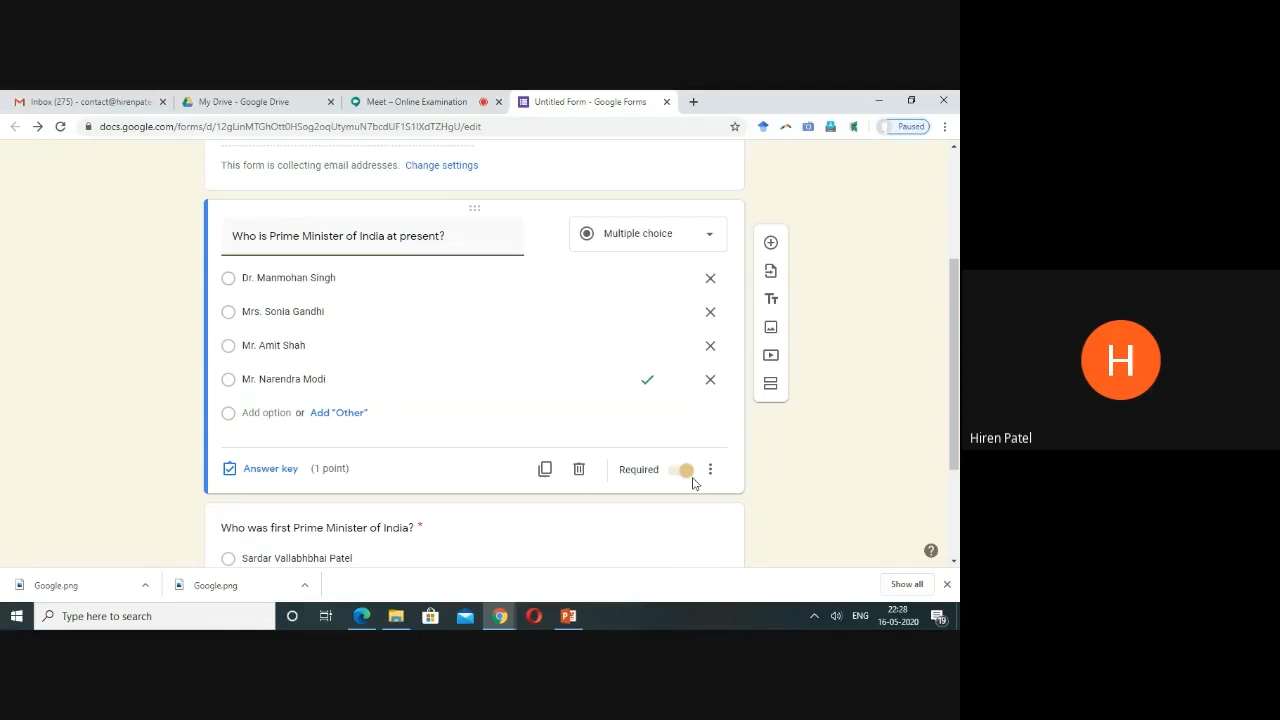 Inbox (275) - contact@hirenpate
My Drive - Google Drive
Meet – Online Examination
Untitled Form - Google Forms
docs.google.com/forms/d/12gLinMTGhOtt0HSog2oqUtymuN7bcdUF1S1IXdTZHgU/edit
Paused
This form is collecting email addresses. Change settings
Who is Prime Minister of India at present?
Multiple choice
Dr. Manmohan Singh
Mrs. Sonia Gandhi
Mr. Amit Shah
Mr. Narendra Modi
Add option or Add "Other"
Answer key (1 point)
Required
Who was first Prime Minister of India? *
Sardar Vallabhbhai Patel
H
Hiren Patel
Google.png
Google.png
Show all
Type here to search
ENG
22:28
16-05-2020
19